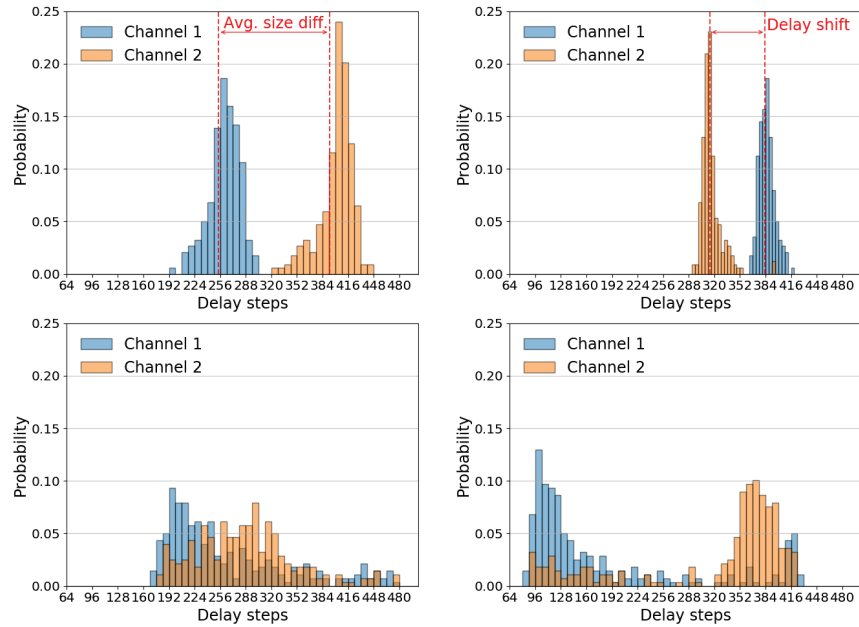 0.25
0.20
0.15
0.10
0.05
0.00
Probability
Channel 1
Channel 2
Avg. size diff.
64 96 128 160 192 224 256 288 320 352 384 416 448 480
Delay steps
0.25
0.20
0.15
0.10
0.05
0.00
Probability
Channel 1
Channel 2
Delay shift
64 96 128 160 192 224 256 288 320 352 384 416 448 480
Delay steps
0.25
0.20
0.15
0.10
0.05
0.00
Probability
Channel 1
Channel 2
64 96 128 160 192 224 256 288 320 352 384 416 448 480
Delay steps
0.25
0.20
0.15
0.10
0.05
0.00
Probability
Channel 1
Channel 2
64 96 128 160 192 224 256 288 320 352 384 416 448 480
Delay steps